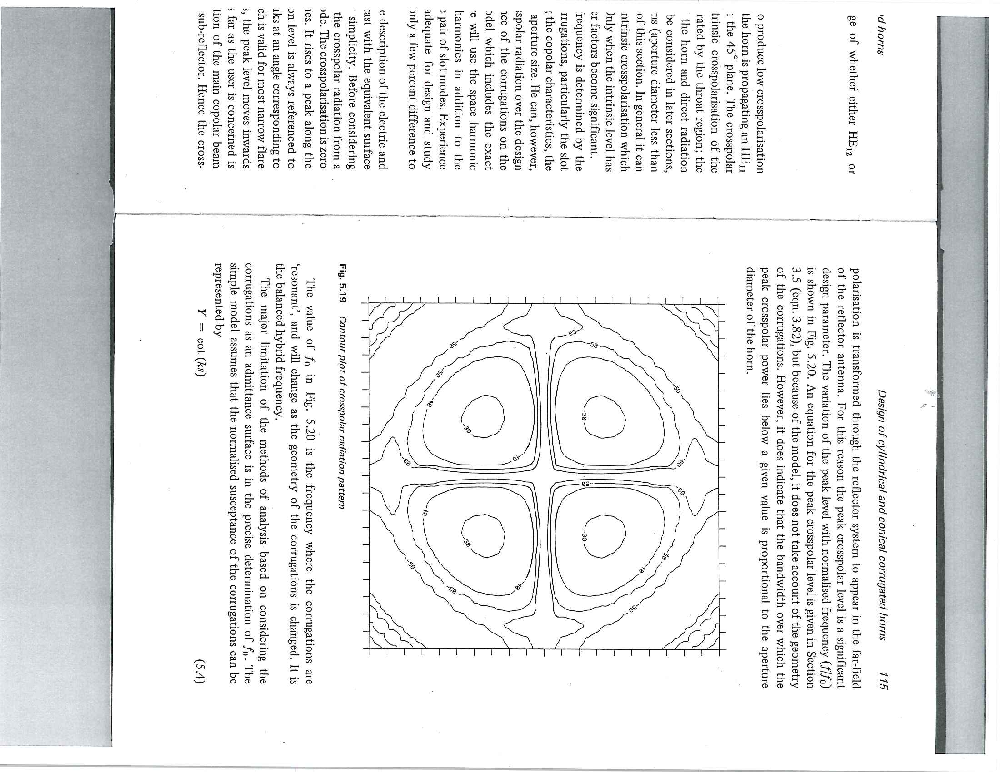 'd horns
ge of whether either HE12 or
o produce low crosspolarisation
the horn is propagating an HE11
the 45° plane. The crosspolar
trinsic crosspolarisation of the
rated by the throat region; the
the horn and direct radiation
be considered in later sections,
ns (aperture diameter less than
of this section. In general it can
ntrinsic crosspolarisation which
Only when the intrinsic level has
er factors become significant.
frequency is determined by the
rrugations, particularly the slot
the copolar characteristics, the
aperture size. He can, however,
sspolar radiation over the design
nce of the corrugations on the
odel which includes the exact
e will use the space harmonic
harmonics in addition to the
pair of slot modes. Experience
adequate for design and study
only a few percent difference to
e description of the electric and
cast with the equivalent surface
simplicity. Before considering
the crosspolar radiation from a
ode. The crosspolarisation is zero
nes. It rises to a peak along the
on level is always referenced to
aks at an angle corresponding to
ch is valid for most narrow flare
s, the peak level moves inwards
s far as the user is concerned is
tion of the main copolar beam
sub-reflector. Hence the cross-
Design of cylindrical and conical corrugated horns 115
polarisation is transformed through the reflector system to appear in the far-field
of the reflector antenna. For this reason the peak crosspolar level is a significant
design parameter. The variation of the peak level with normalised frequency (f/f0)
is shown in Fig. 5.20. An equation for the peak crosspolar level is given in Section
3.5 (eqn. 3.82), but because of the model, it does not take account of the geometry
of the corrugations. However, it does indicate that the bandwidth over which the
peak crosspolar power lies below a given value is proportional to the aperture
diameter of the horn.
-60
-50
-50
-30
-60
-50
-50
-40
-30
-40
-60
-50
-60
-30
-50
-40
-50
-40
-30
-50
-50
-40
Fig. 5.19 Contour plot of crosspolar radiation pattern
The value of f0 in Fig. 5.20 is the frequency where the corrugations are
'resonant', and will change as the geometry of the corrugations is changed. It is
the balanced hybrid frequency.
The major limitation of the methods of analysis based on considering the
corrugations as an admittance surface is in the precise determination of f0. The
simple model assumes that the normalised susceptance of the corrugations can be
represented by
Y = cot (ks) (5.4)